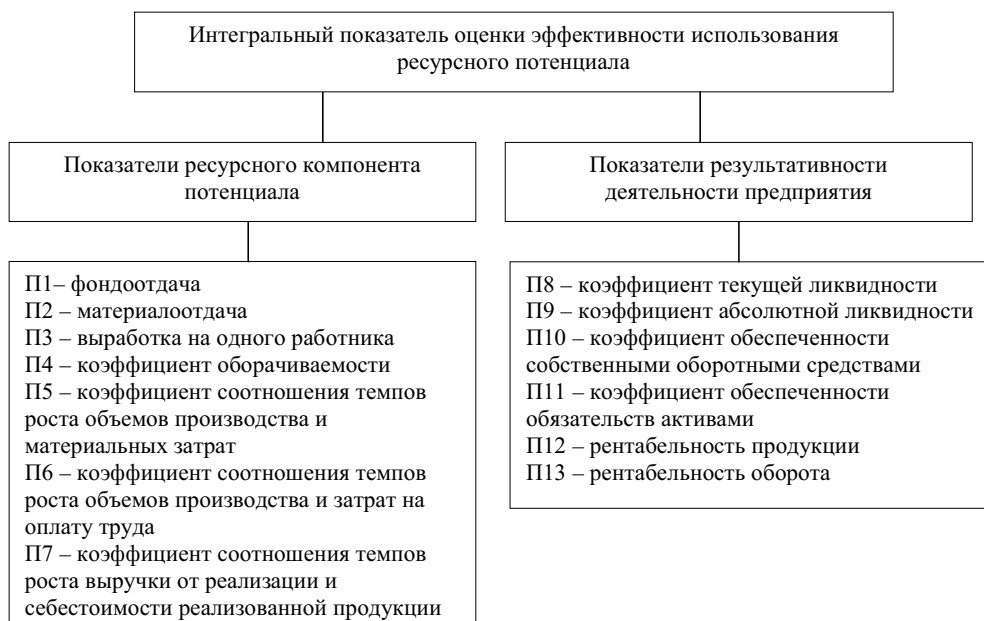 Интегральный показатель оценки эффективности использования
ресурсного потенциала
Показатели ресурсного компонента
потенциала
Показатели результативности
деятельности предприятия
П1– фондоотдача
П2 – материалоотдача
П3 – выработка на одного работника
П4 – коэффициент оборачиваемости
П5 – коэффициент соотношения темпов
роста объемов производства и
материальных затрат
П6 – коэффициент соотношения темпов
роста объемов производства и затрат на
оплату труда
П7 – коэффициент соотношения темпов
роста выручки от реализации и
себестоимости реализованной продукции
П8 – коэффициент текущей ликвидности
П9 – коэффициент абсолютной ликвидности
П10 – коэффициент обеспеченности
собственными оборотными средствами
П11 – коэффициент обеспеченности
обязательств активами
П12 – рентабельность продукции
П13 – рентабельность оборота